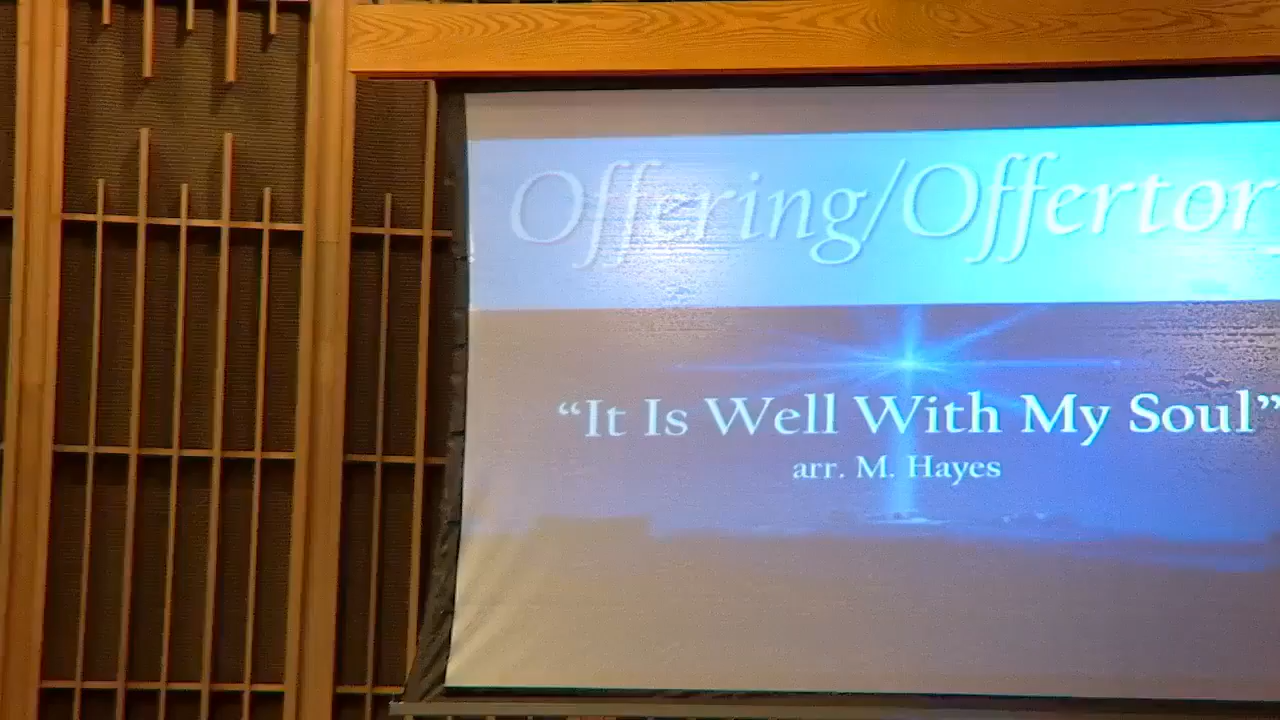 Offering/Offertor
“It Is Well With My Soul”
arr. M. Hayes